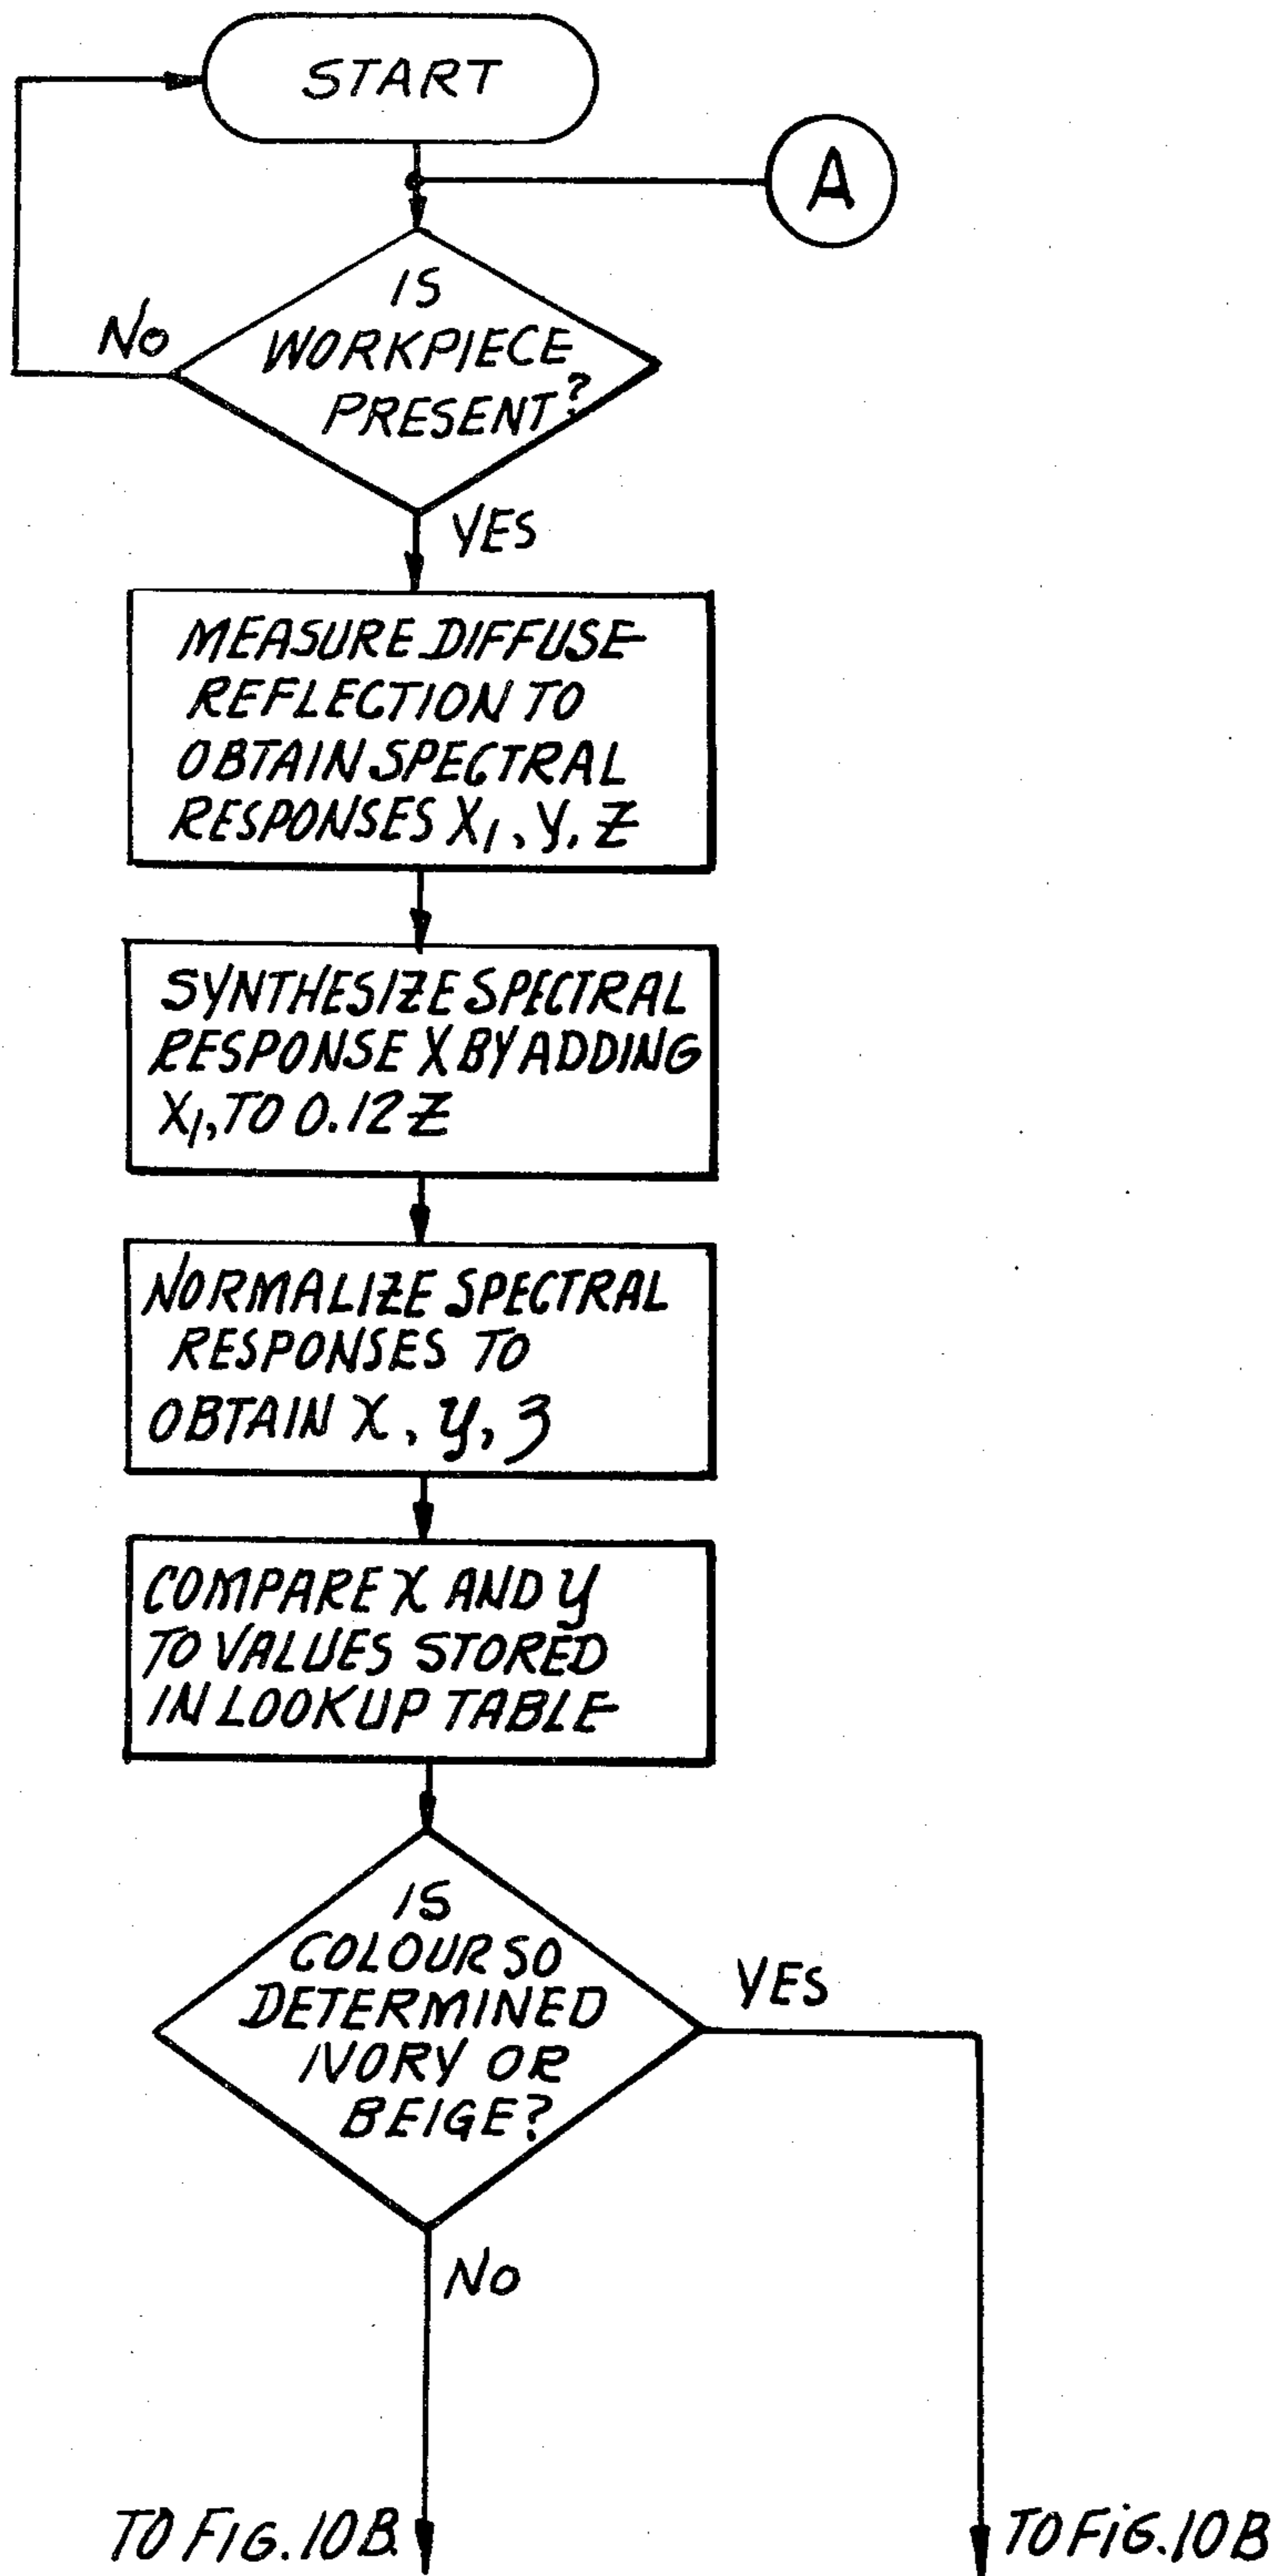 START
A
IS
WORKPIECE
PRESENT?
NO
YES
MEASURE DIFFUSE
REFLECTION TO
OBTAIN SPECTRAL
RESPONSES X₁, Y, Z
SYNTHESIZE SPECTRAL
RESPONSE X BY ADDING
X₁, TO 0.12 Z
NORMALIZE SPECTRAL
RESPONSES TO
OBTAIN x, y, z
COMPARE x AND y
TO VALUES STORED
IN LOOKUP TABLE
IS
COLOUR SO
DETERMINED
IVORY OR
BEIGE?
YES
NO
TO FIG. 10B
TO FIG. 10B